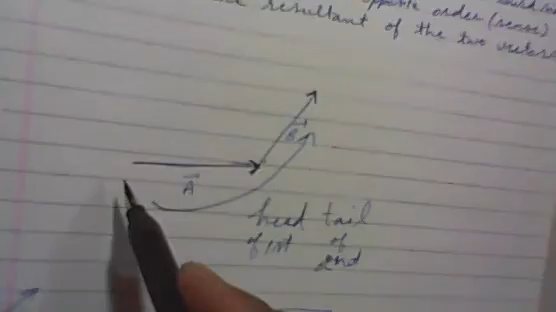 opposite order (sense)
resultant of the two vectors
B
A
head tail
of 1st of
2nd